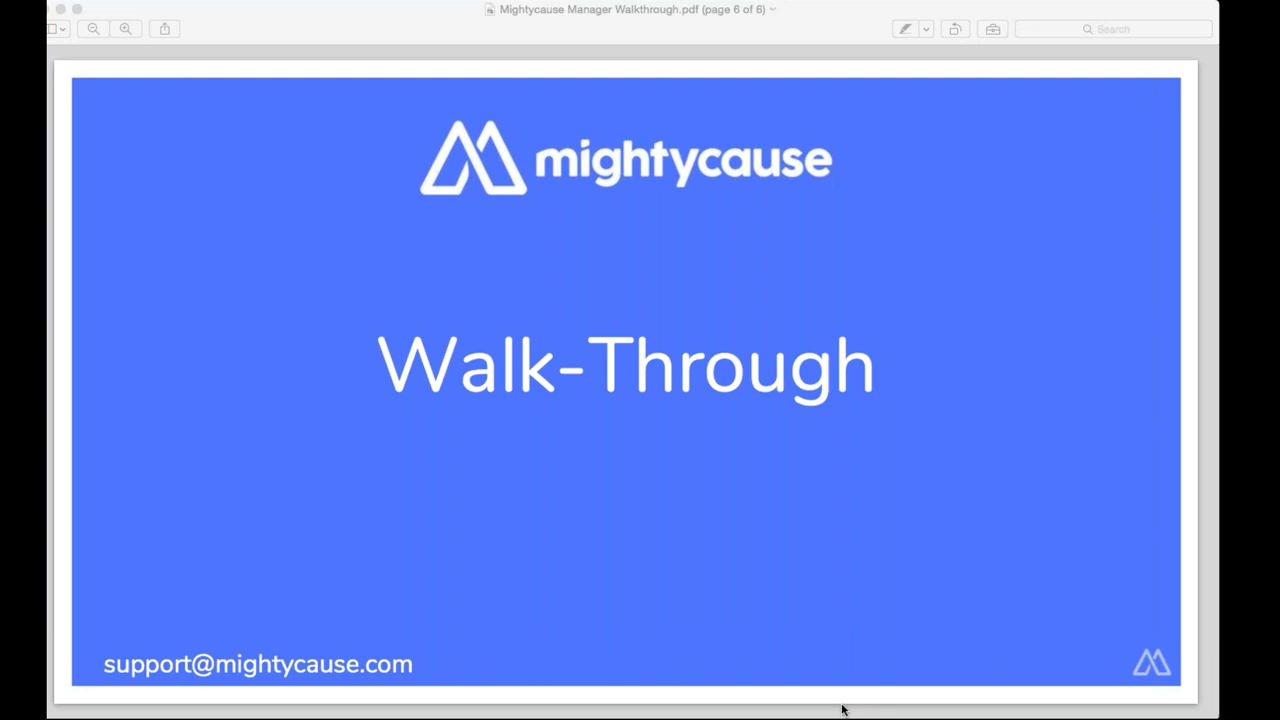 Mightycause Manager Walkthrough.pdf (page 6 of 6)
Search
mightycause
Walk-Through
support@mightycause.com